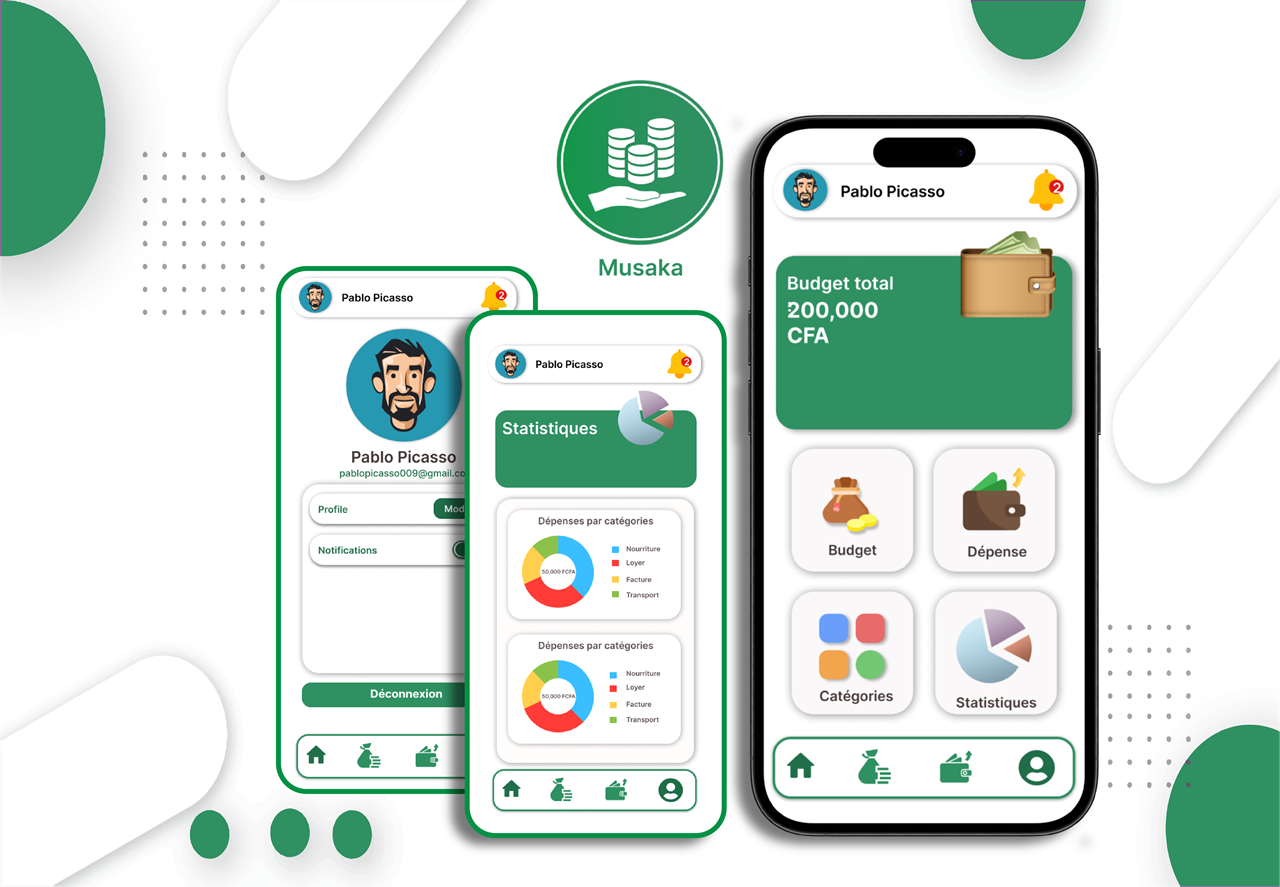 Musaka
Pablo Picasso
2
Pablo Picasso
pablopicasso009@gmail.co
Profile
Mod
Notifications
Déconnexion
Pablo Picasso
2
Statistiques
Dépenses par catégories
50,000 FCFA
Nourriture
Loyer
Facture
Transport
Dépenses par catégories
50,000 FCFA
Nourriture
Loyer
Facture
Transport
Pablo Picasso
2
Budget total
200,000
CFA
Budget
Dépense
Catégories
Statistiques